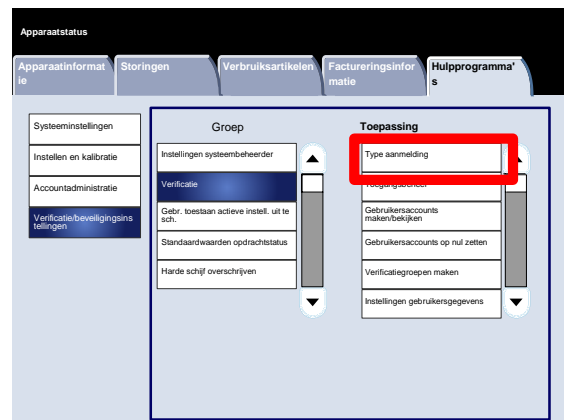 Apparaatstatus
Apparaatinformat
ie
Storingen
Verbruiksartikelen
Factureringsinfor
matie
Hulpprogramma'
s
Systeeminstellingen
Instellen en kalibratie
Accountadministratie
Verificatie/beveiligingsins
tellingen
Groep
Instellingen systeembeheerder
Verificatie
Gebr. toestaan actieve instell. uit te
sch.
Standaardwaarden opdrachtstatus
Harde schijf overschrijven
Toepassing
Type aanmelding
Toegangsbeheer
Gebruikersaccounts
maken/bekijken
Gebruikersaccounts op nul zetten
Verificatiegroepen maken
Instellingen gebruikersgegevens